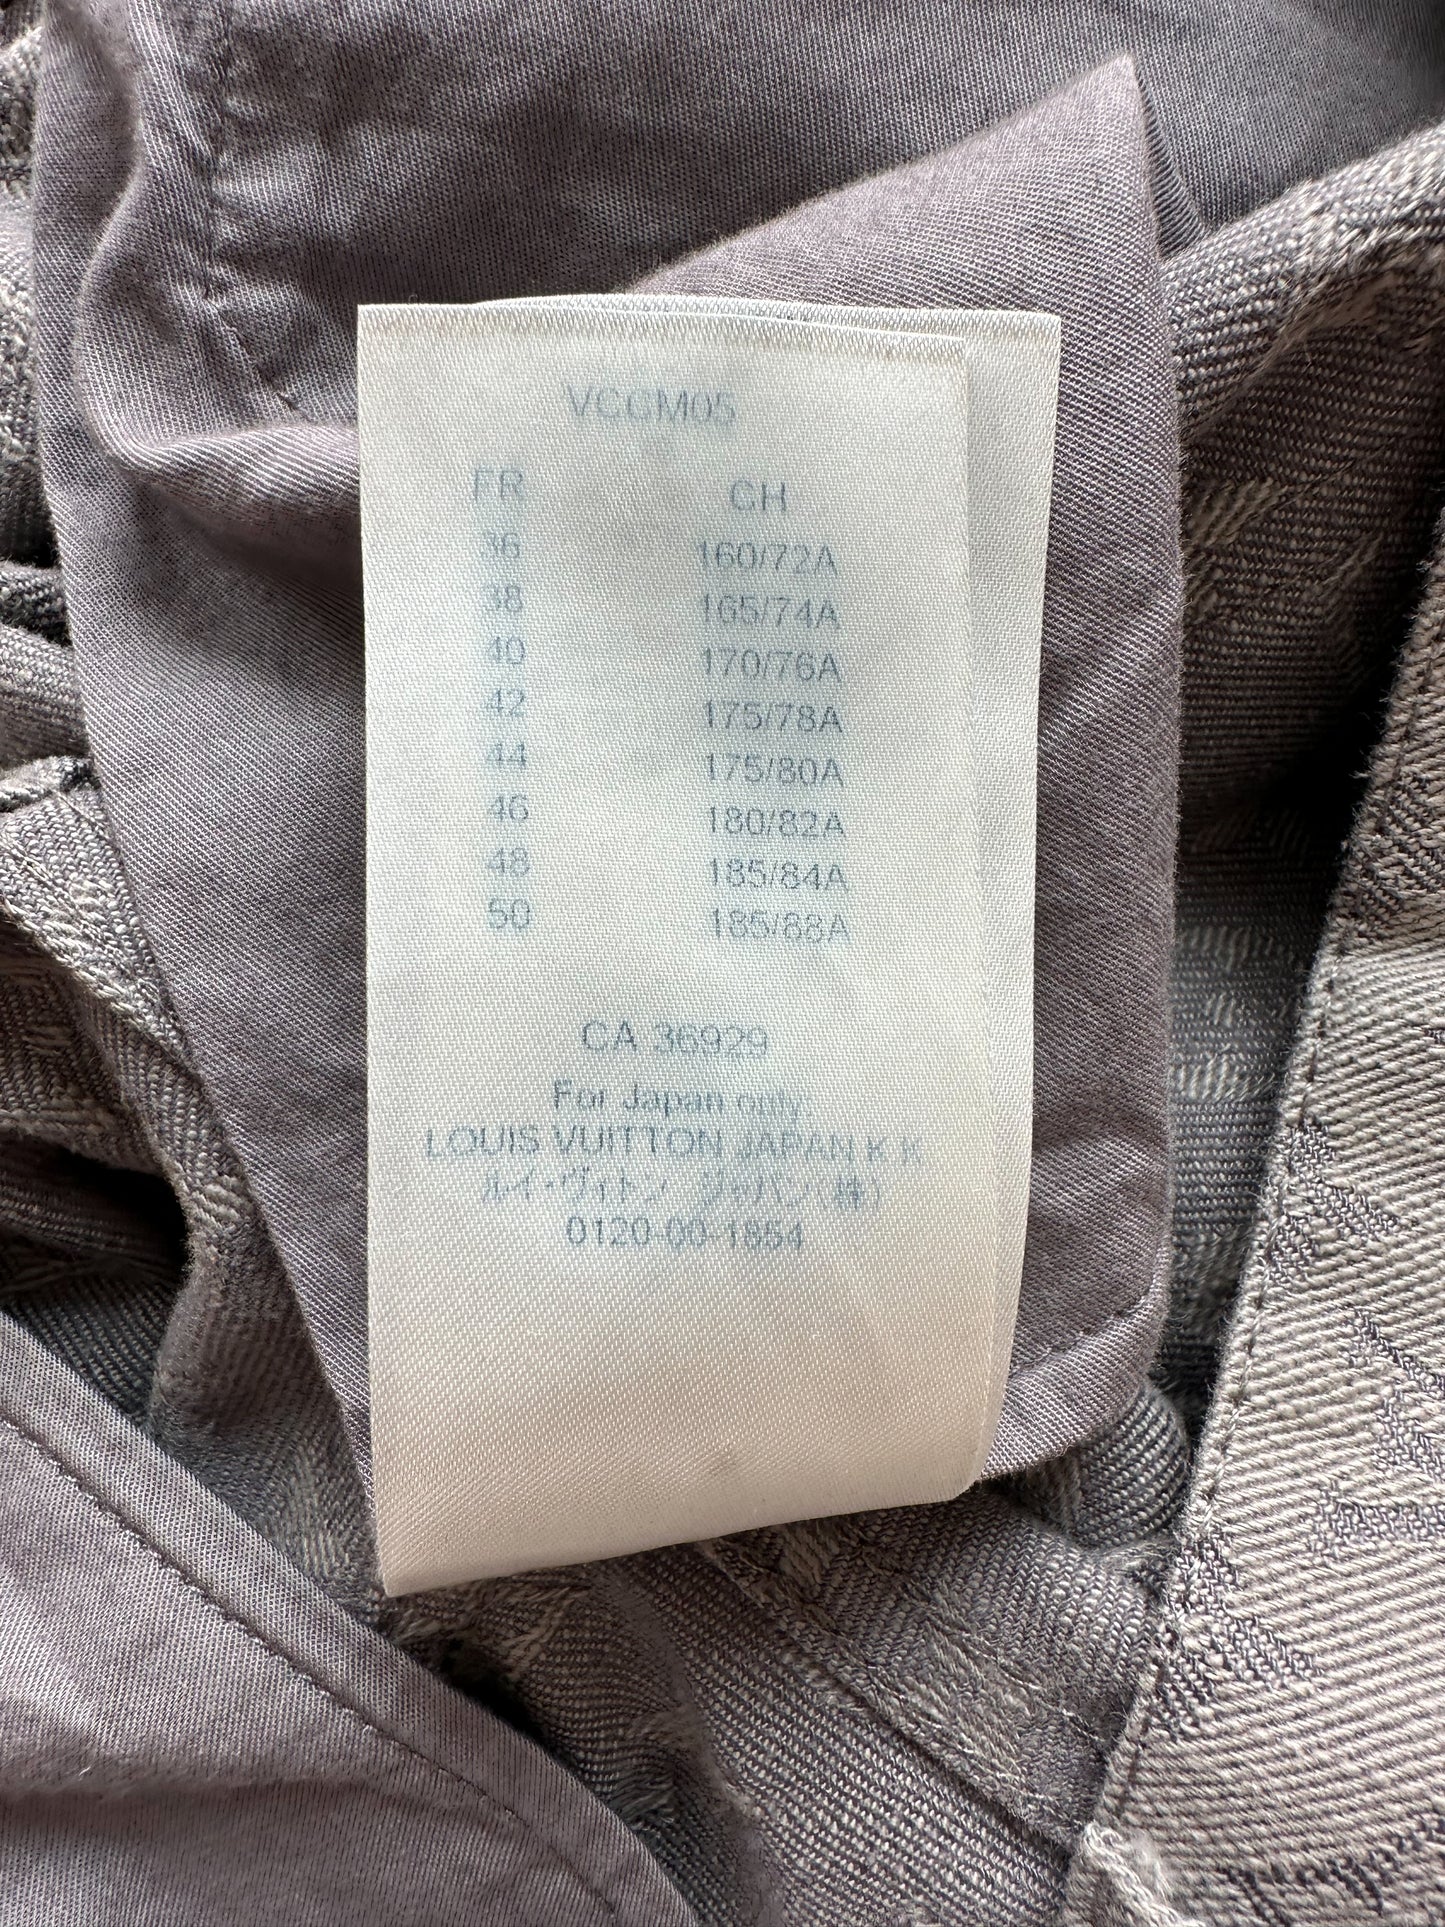 VCCM05
FR CH
36 160/72A
38 165/74A
40 170/76A
42 175/78A
44 175/80A
46 180/82A
48 185/84A
50 185/88A
CA 36929
For Japan only:
LOUIS VUITTON JAPAN K K
ルイ・ヴィトン ジャパン(株)
0120-00-1854